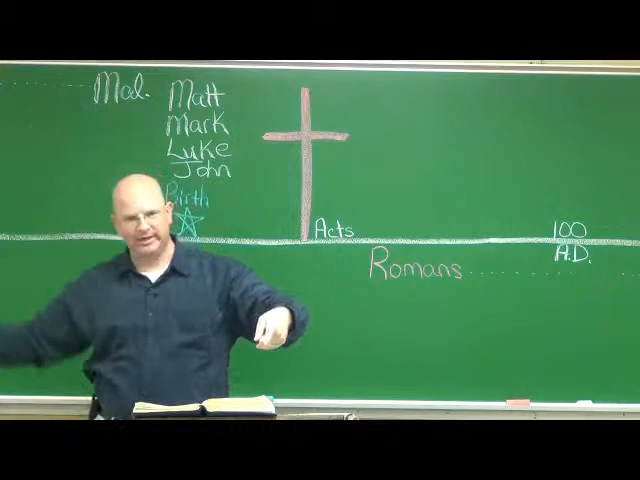 Mal.
Matt
Mark
Luke
John
Birth
Acts
100
A.D.
Romans